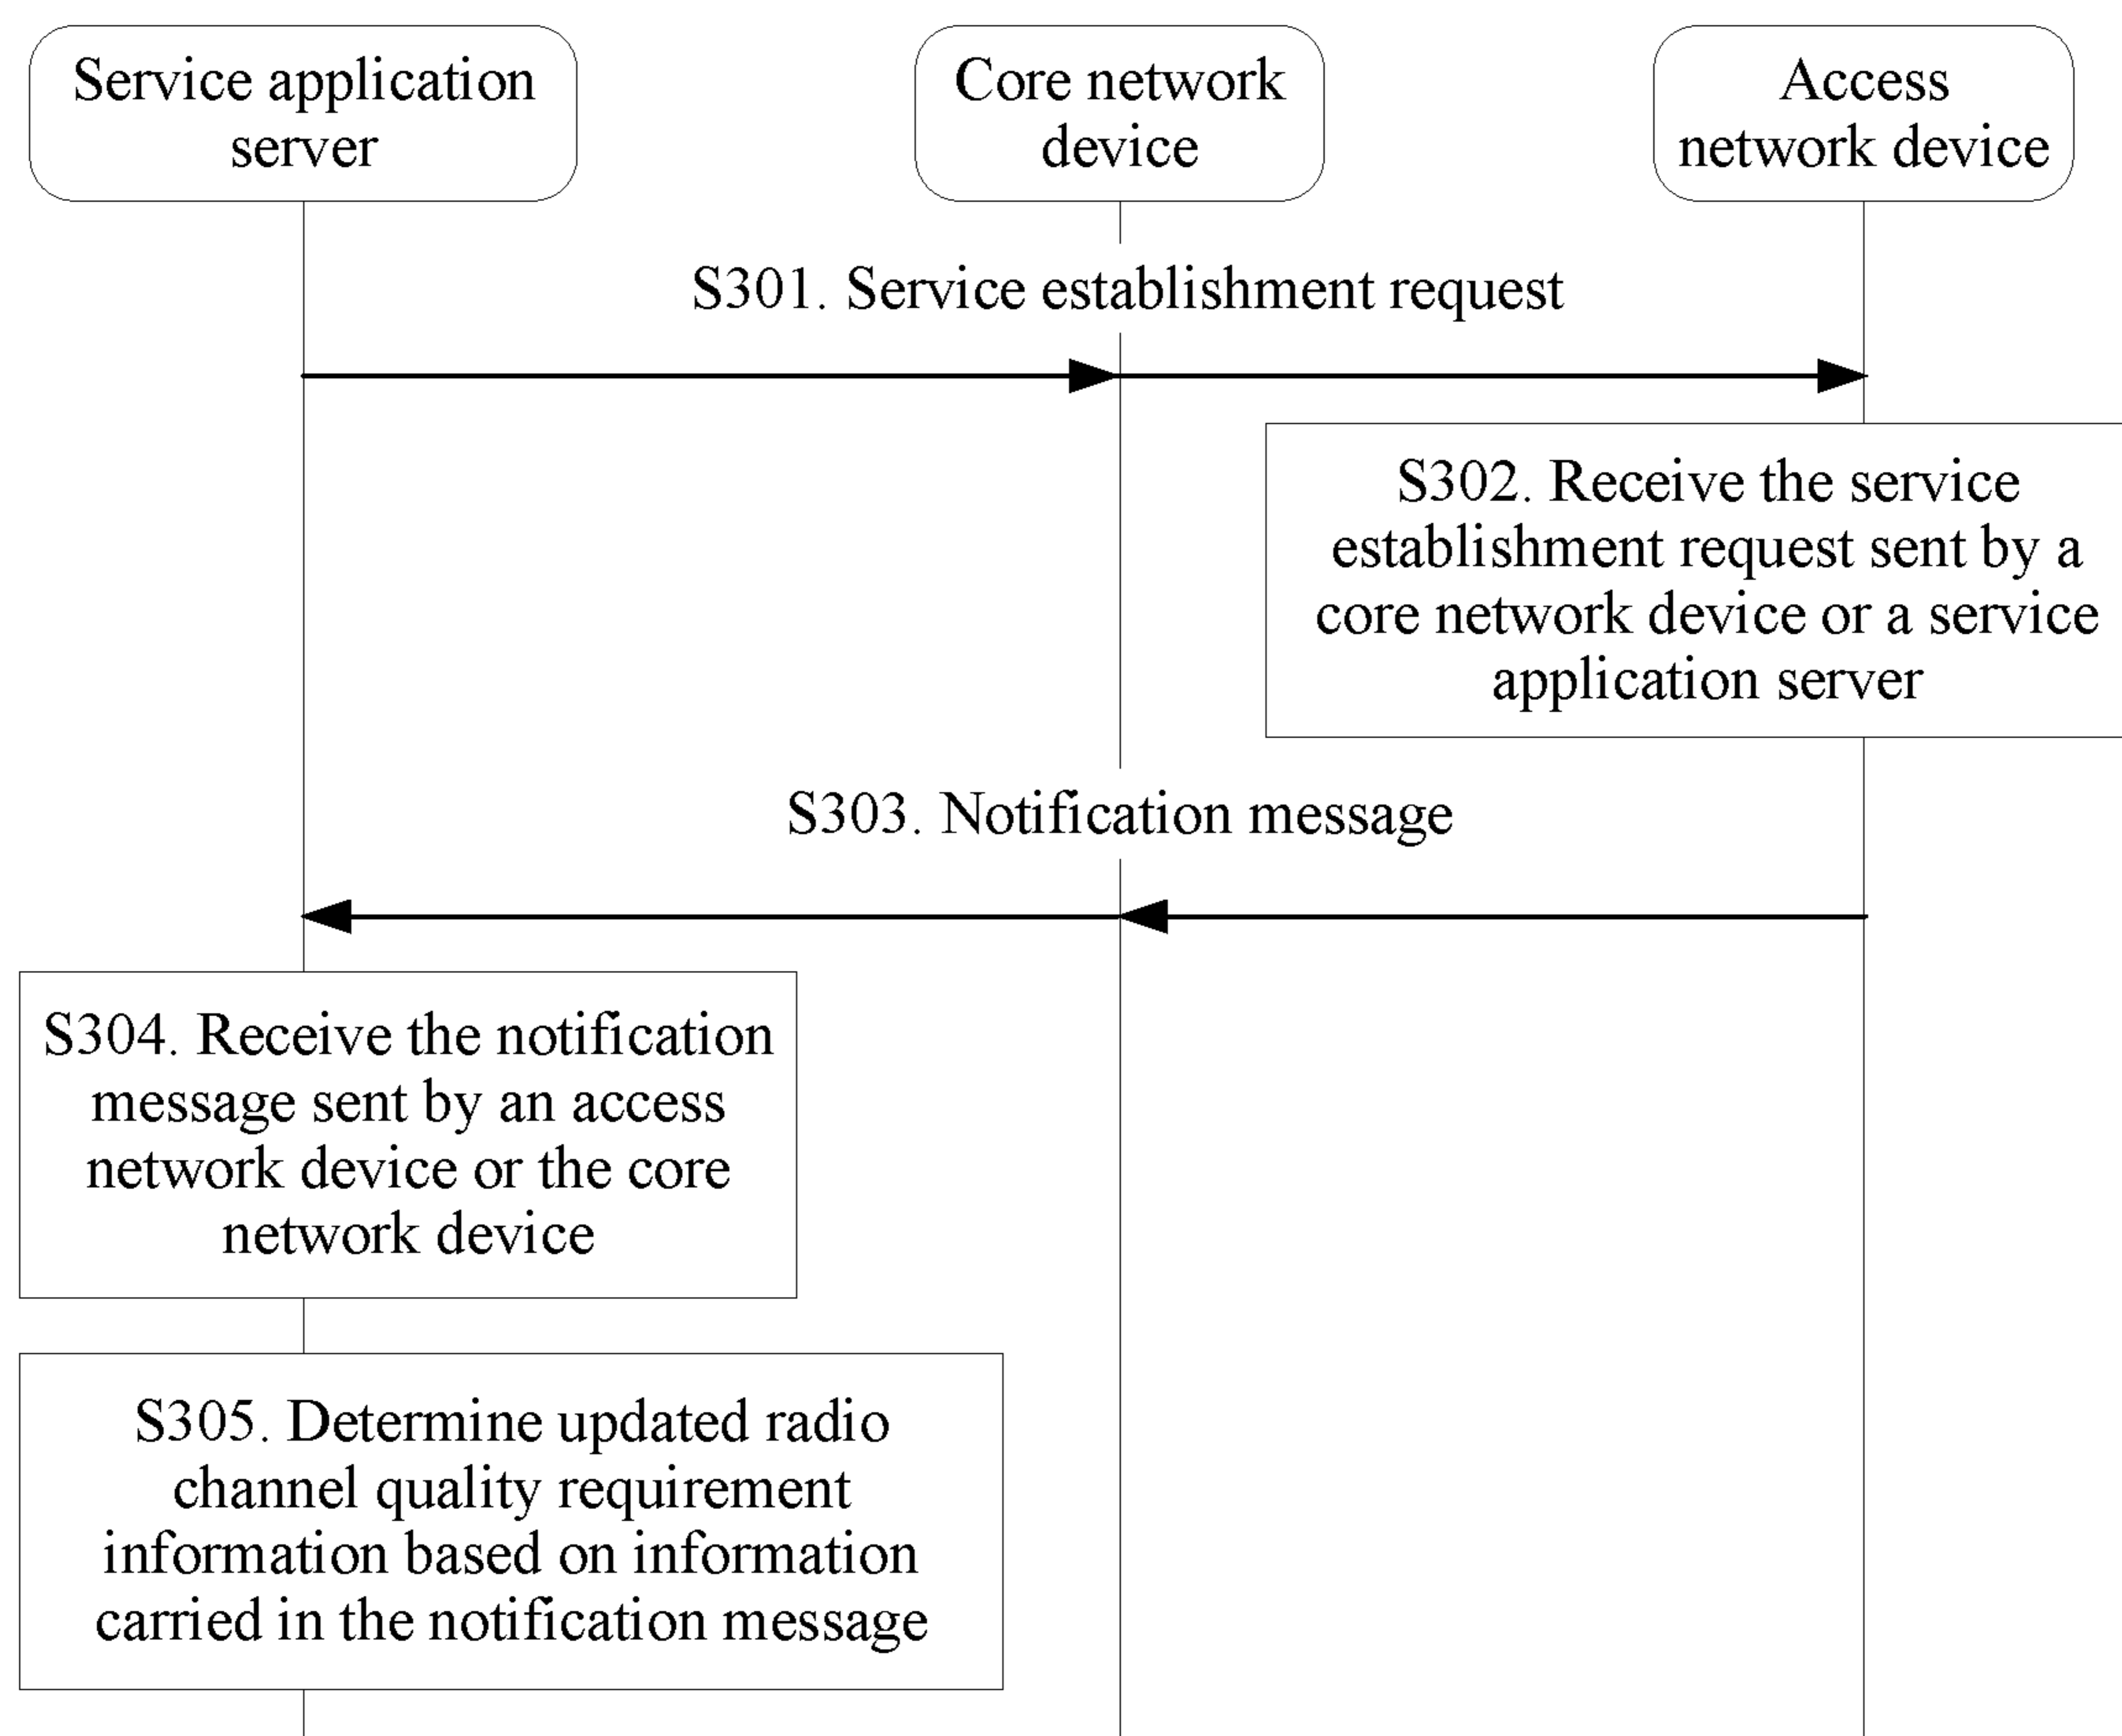 Service application
server
Core network
device
Access
network device
S301. Service establishment request
S302. Receive the service
establishment request sent by a
core network device or a service
application server
S303. Notification message
S304. Receive the notification
message sent by an access
network device or the core
network device
S305. Determine updated radio
channel quality requirement
information based on information
carried in the notification message